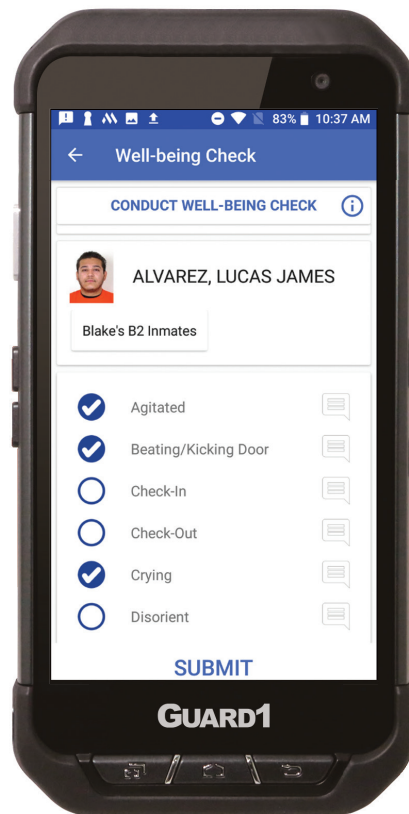 83% 10:37 AM
Well-being Check
CONDUCT WELL-BEING CHECK
ALVAREZ, LUCAS JAMES
Blake's B2 Inmates
Agitated
Beating/Kicking Door
Check-In
Check-Out
Crying
Disorient
SUBMIT
GUARD1